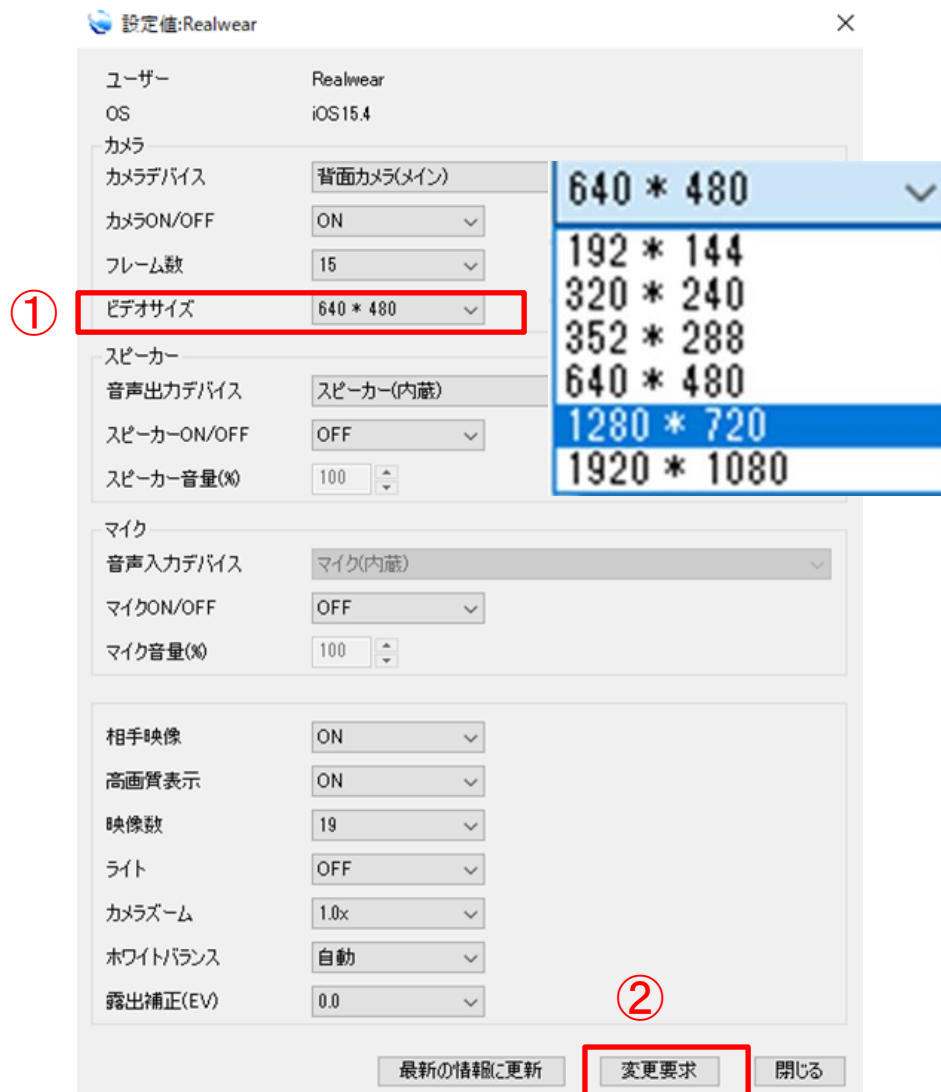 設定値:Realwear
ユーザー Realwear
OS iOS15.4
カメラ
カメラデバイス 背面カメラ(メイン)
カメラON/OFF ON
フレーム数 15
① ビデオサイズ 640 * 480
640 * 480
192 * 144
320 * 240
352 * 288
640 * 480
1280 * 720
1920 * 1080
スピーカー
音声出力デバイス スピーカー(内蔵)
スピーカーON/OFF OFF
スピーカー音量(%) 100
マイク
音声入力デバイス マイク(内蔵)
マイクON/OFF OFF
マイク音量(%) 100
相手映像 ON
高画質表示 ON
映像数 19
ライト OFF
カメラズーム 1.0x
ホワイトバランス 自動
露出補正(EV) 0.0
②
最新の情報に更新 変更要求 閉じる